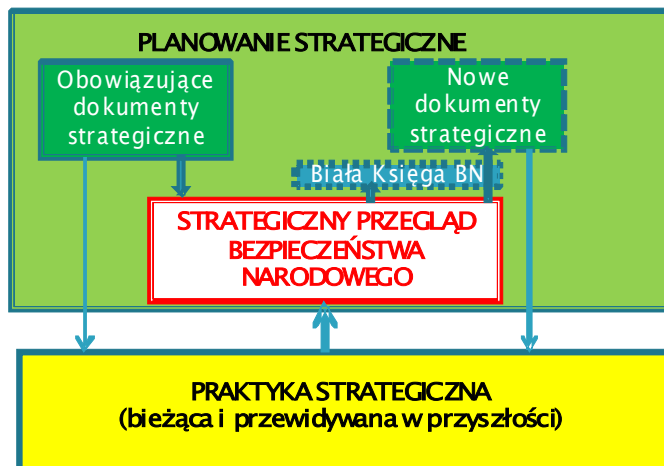 PLANOWANIE STRATEGICZNE
Obowiązujące
dokumenty
strategiczne
Nowe
dokumenty
strategiczne
Biała Księga BN
STRATEGICZNY PRZEGLĄD
BEZPIECZEŃSTWA
NARODOWEGO
PRAKTYKA STRATEGICZNA
(bieżąca i przewidywana w przyszłości)